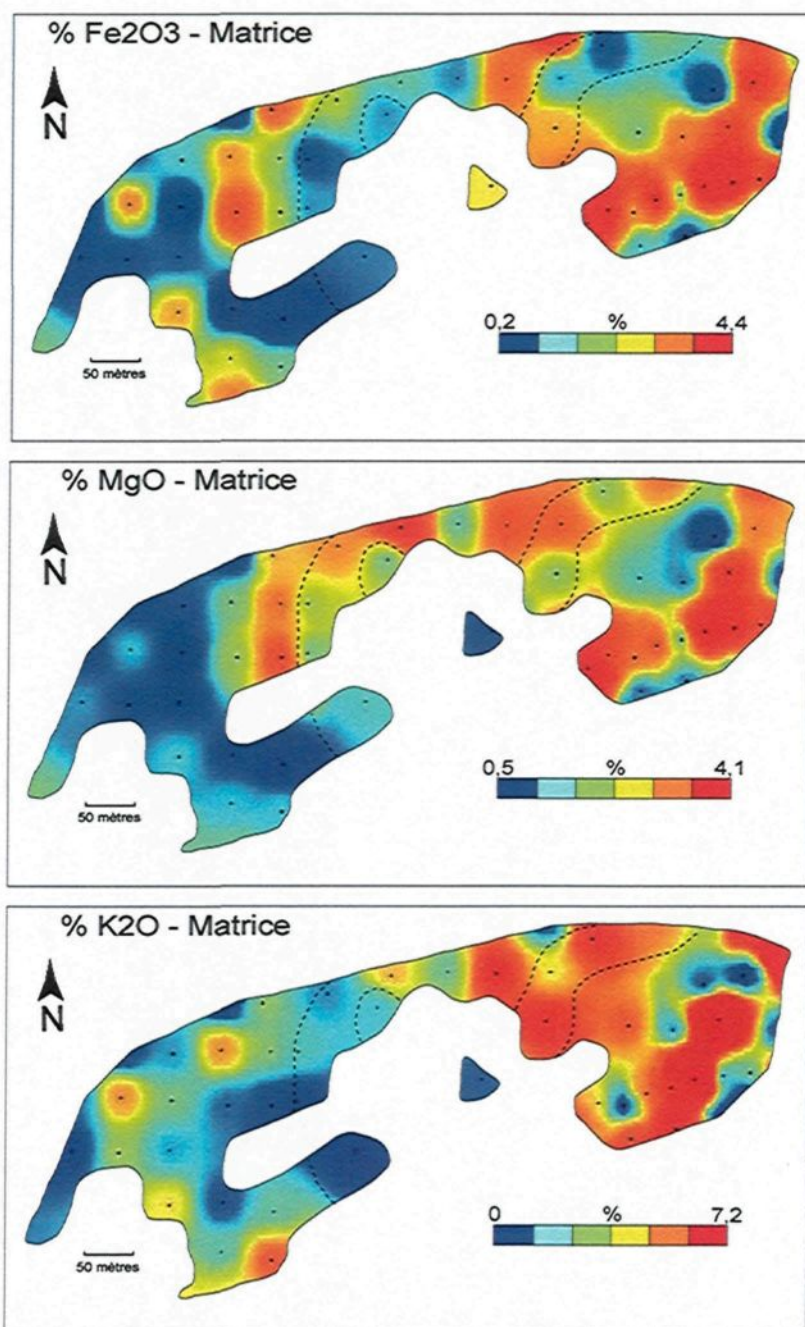 % Fe2O3 - Matrice
N
0,2 % 4,4
50 mètres
% MgO - Matrice
N
0,5 % 4,1
50 mètres
% K2O - Matrice
N
0 % 7,2
50 mètres